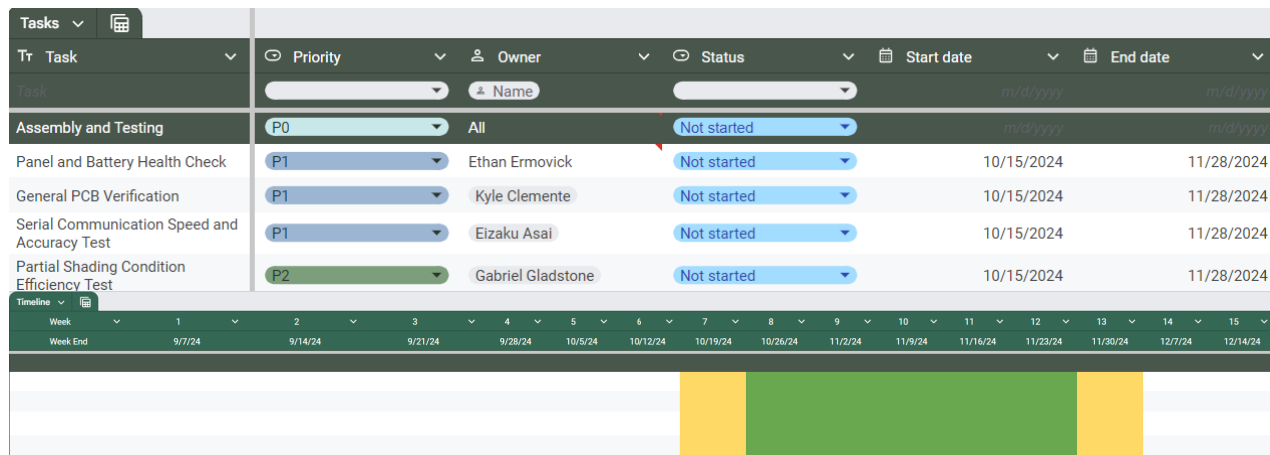 Tasks
Task Priority Owner Status Start date End date
Task Name m/d/yyyy m/d/yyyy
Assembly and Testing P0 All Not started m/d/yyyy m/d/yyyy
Panel and Battery Health Check P1 Ethan Ermovick Not started 10/15/2024 11/28/2024
General PCB Verification P1 Kyle Clemente Not started 10/15/2024 11/28/2024
Serial Communication Speed and
Accuracy Test P1 Eizaku Asai Not started 10/15/2024 11/28/2024
Partial Shading Condition
Efficiency Test P2 Gabriel Gladstone Not started 10/15/2024 11/28/2024
Timeline
Week 1 2 3 4 5 6 7 8 9 10 11 12 13 14 15
Week End 9/7/24 9/14/24 9/21/24 9/28/24 10/5/24 10/12/24 10/19/24 10/26/24 11/2/24 11/9/24 11/16/24 11/23/24 11/30/24 12/7/24 12/14/24